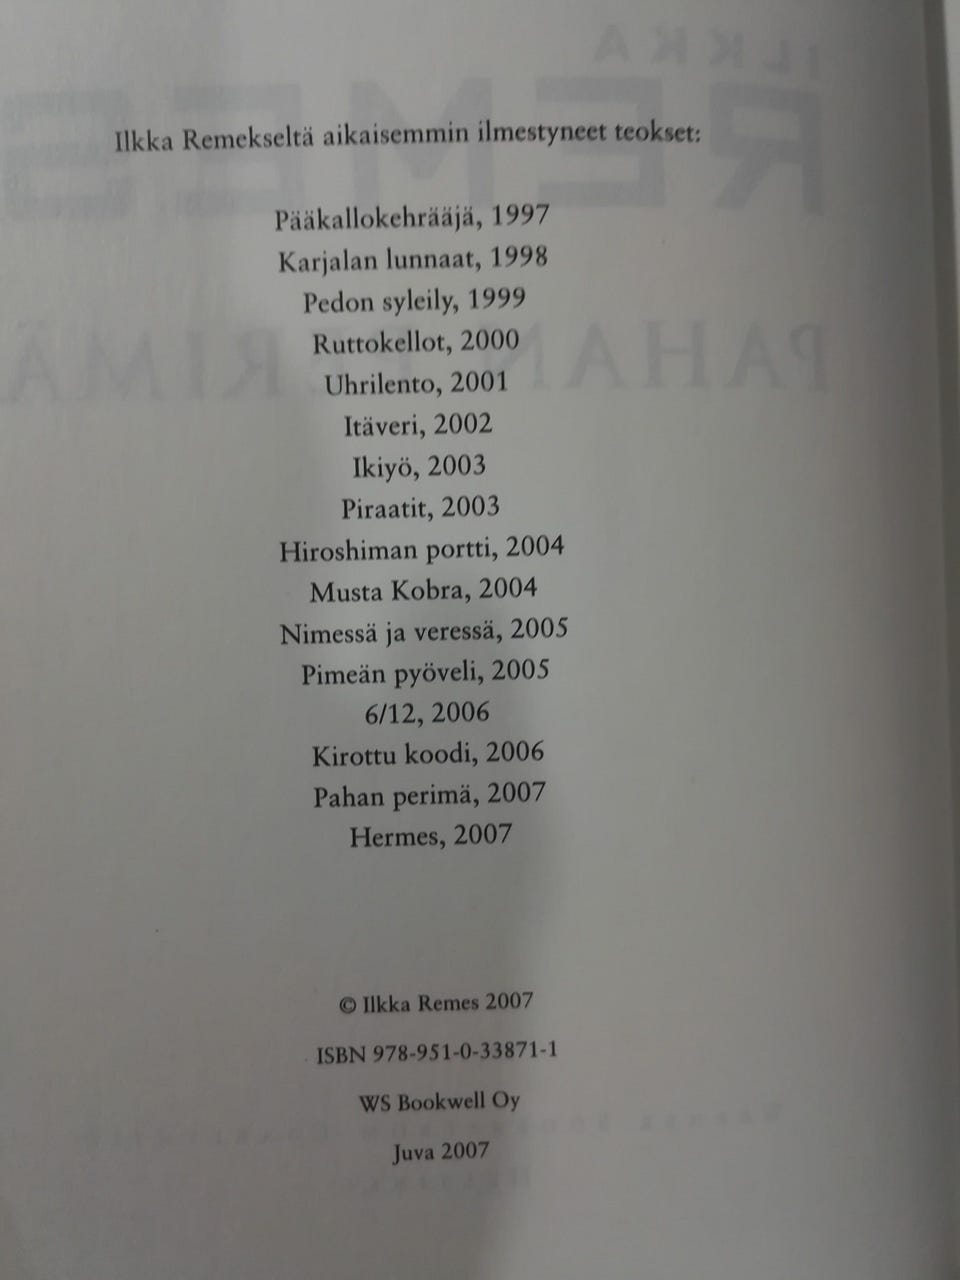 Ilkka Remekseltä aikaisemmin ilmestyneet teokset:
Pääkallokehrääjä, 1997
Karjalan lunnaat, 1998
Pedon syleily, 1999
Ruttokellot, 2000
Uhrilento, 2001
Itäveri, 2002
Ikiyö, 2003
Piraatit, 2003
Hiroshiman portti, 2004
Musta Kobra, 2004
Nimessä ja veressä, 2005
Pimeän pyöveli, 2005
6/12, 2006
Kirottu koodi, 2006
Pahan perimä, 2007
Hermes, 2007
© Ilkka Remes 2007
ISBN 978-951-0-33871-1
WS Bookwell Oy
Juva 2007